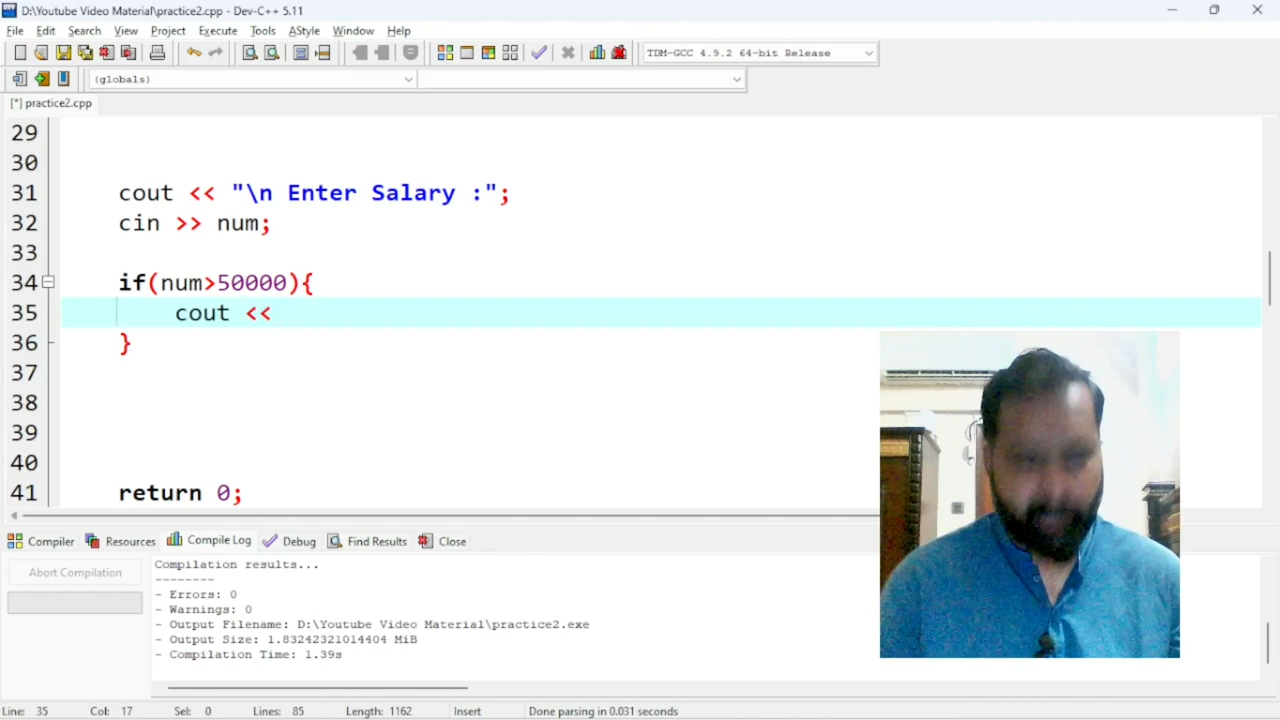 D:\Youtube Video Material\practice2.cpp - Dev-C++ 5.11
File Edit Search View Project Execute Tools AStyle Window Help
TDM-GCC 4.9.2 64-bit Release
(globals)
[*] practice2.cpp
29
30
31 cout << "\n Enter Salary :";
32 cin >> num;
33
34 if(num>50000){
35 cout <<
36 }
37
38
39
40
41 return 0;
Compiler Resources Compile Log Debug Find Results Close
Abort Compilation
Compilation results...
--------
- Errors: 0
- Warnings: 0
- Output Filename: D:\Youtube Video Material\practice2.exe
- Output Size: 1.83242321014404 MiB
- Compilation Time: 1.39s
Line: 35 Col: 17 Sel: 0 Lines: 85 Length: 1162 Insert Done parsing in 0.031 seconds